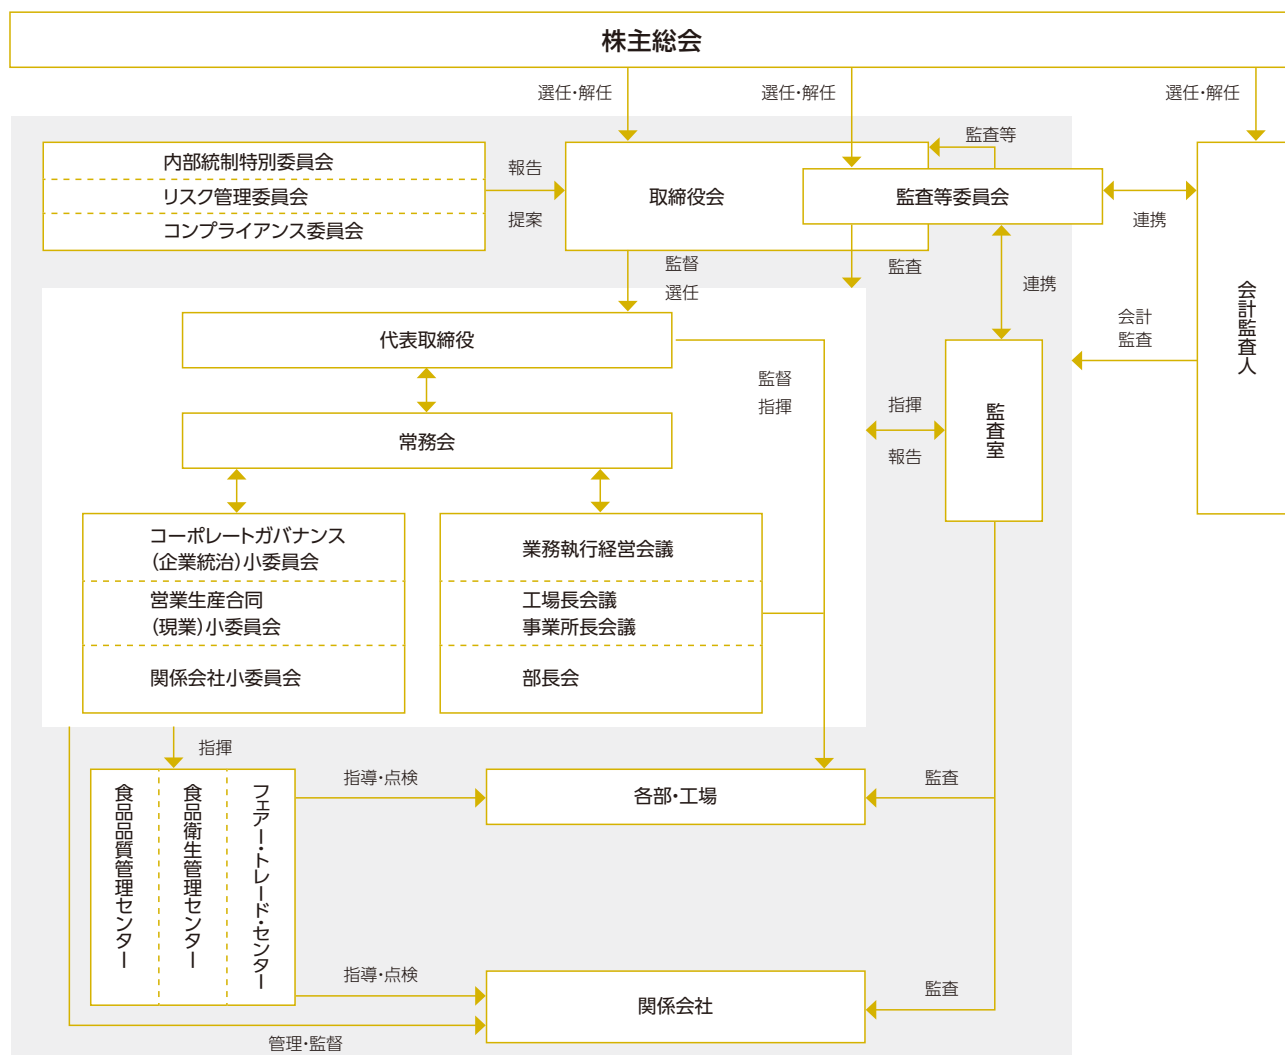 株主総会
選任・解任
選任・解任
選任・解任
内部統制特別委員会
リスク管理委員会
コンプライアンス委員会
報告
提案
取締役会
監査等
監査等委員会
連携
監督
選任
監査
連携
会計監査人
会計
監査
代表取締役
監督
指揮
常務会
指揮
報告
監査室
コーポレートガバナンス
(企業統治)小委員会
営業生産合同
(現業)小委員会
関係会社小委員会
業務執行経営会議
工場長会議
事業所長会議
部長会
指揮
食品品質管理センター
食品衛生管理センター
フェアー・トレード・センター
指導・点検
各部・工場
監査
指導・点検
関係会社
監査
管理・監督